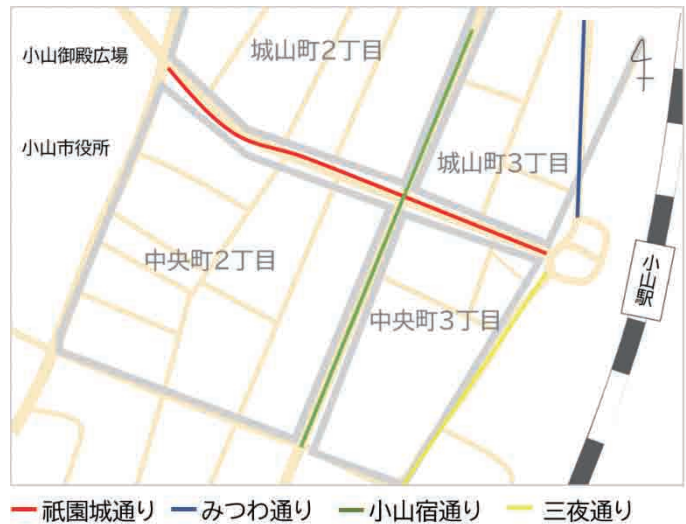 小山御殿広場
城山町2丁目
小山市役所
城山町3丁目
中央町2丁目
小山駅
中央町3丁目
祇園城通り
みつわ通り
小山宿通り
三夜通り